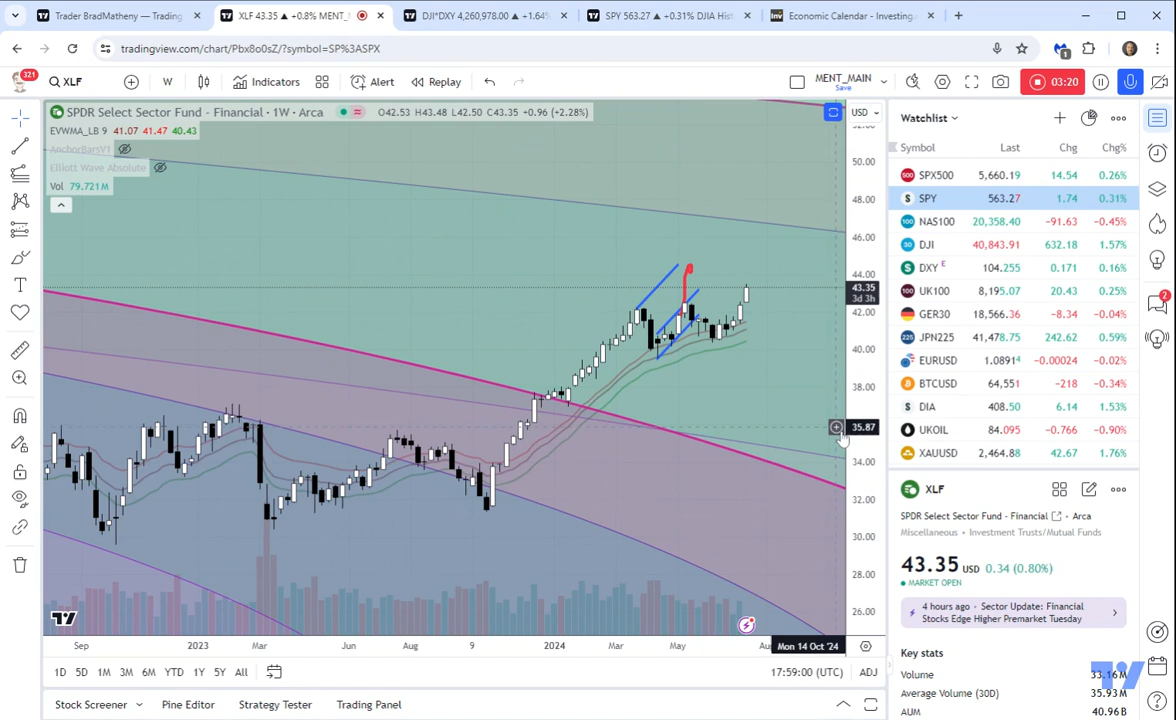 Trader BradMatheny — Trading
XLF 43.35 ▲ +0.8% MENT_
DJI*DXY 4,260,978.00 ▲ +1.64%
SPY 563.27 ▲ +0.31% DJIA Hist
Inv Economic Calendar - Investing.
tradingview.com/chart/Pbx8o0sZ/?symbol=SP%3ASPX
1
321
XLF
W
Indicators
Alert
Replay
MENT_MAIN
Save
03:20
SPDR Select Sector Fund - Financial · 1W · Arca
O42.53 H43.48 L42.50 C43.35 +0.96 (+2.28%)
USD
EVWMA_LB 9 41.07 41.47 40.43
AnchorBarsV1
Elliott Wave Absolute
Vol 79.721M
52.00
50.00
48.00
46.00
44.00
43.35
3d 3h
42.00
40.00
38.00
35.87
34.00
32.00
30.00
28.00
26.00
Sep 2023 Mar Jun Aug 9 2024 Mar May Au Mon 14 Oct '24
1D 5D 1M 3M 6M YTD 1Y 5Y All
17:59:00 (UTC) ADJ
Stock Screener Pine Editor Strategy Tester Trading Panel
Watchlist
Symbol Last Chg Chg%
SPX500 5,660.19 14.54 0.26%
SPY 563.27 1.74 0.31%
NAS100 20,358.40 -91.63 -0.45%
DJI 40,843.91 632.18 1.57%
DXY E 104.255 0.171 0.16%
UK100 8,195.07 20.43 0.25%
GER30 18,566.36 -8.34 -0.04%
JPN225 41,478.75 242.62 0.59%
EURUSD 1.08914 -0.00024 -0.02%
BTCUSD 64,551 -218 -0.34%
DIA 408.50 6.14 1.53%
UKOIL 84.095 -0.766 -0.90%
XAUUSD 2,464.88 42.67 1.76%
XLF
SPDR Select Sector Fund - Financial · Arca
Miscellaneous • Investment Trusts/Mutual Funds
43.35 USD 0.34 (0.80%)
MARKET OPEN
4 hours ago · Sector Update: Financial
Stocks Edge Higher Premarket Tuesday
Key stats
Volume 33.16M
Average Volume (30D) 35.93M
AUM 40.96B
2